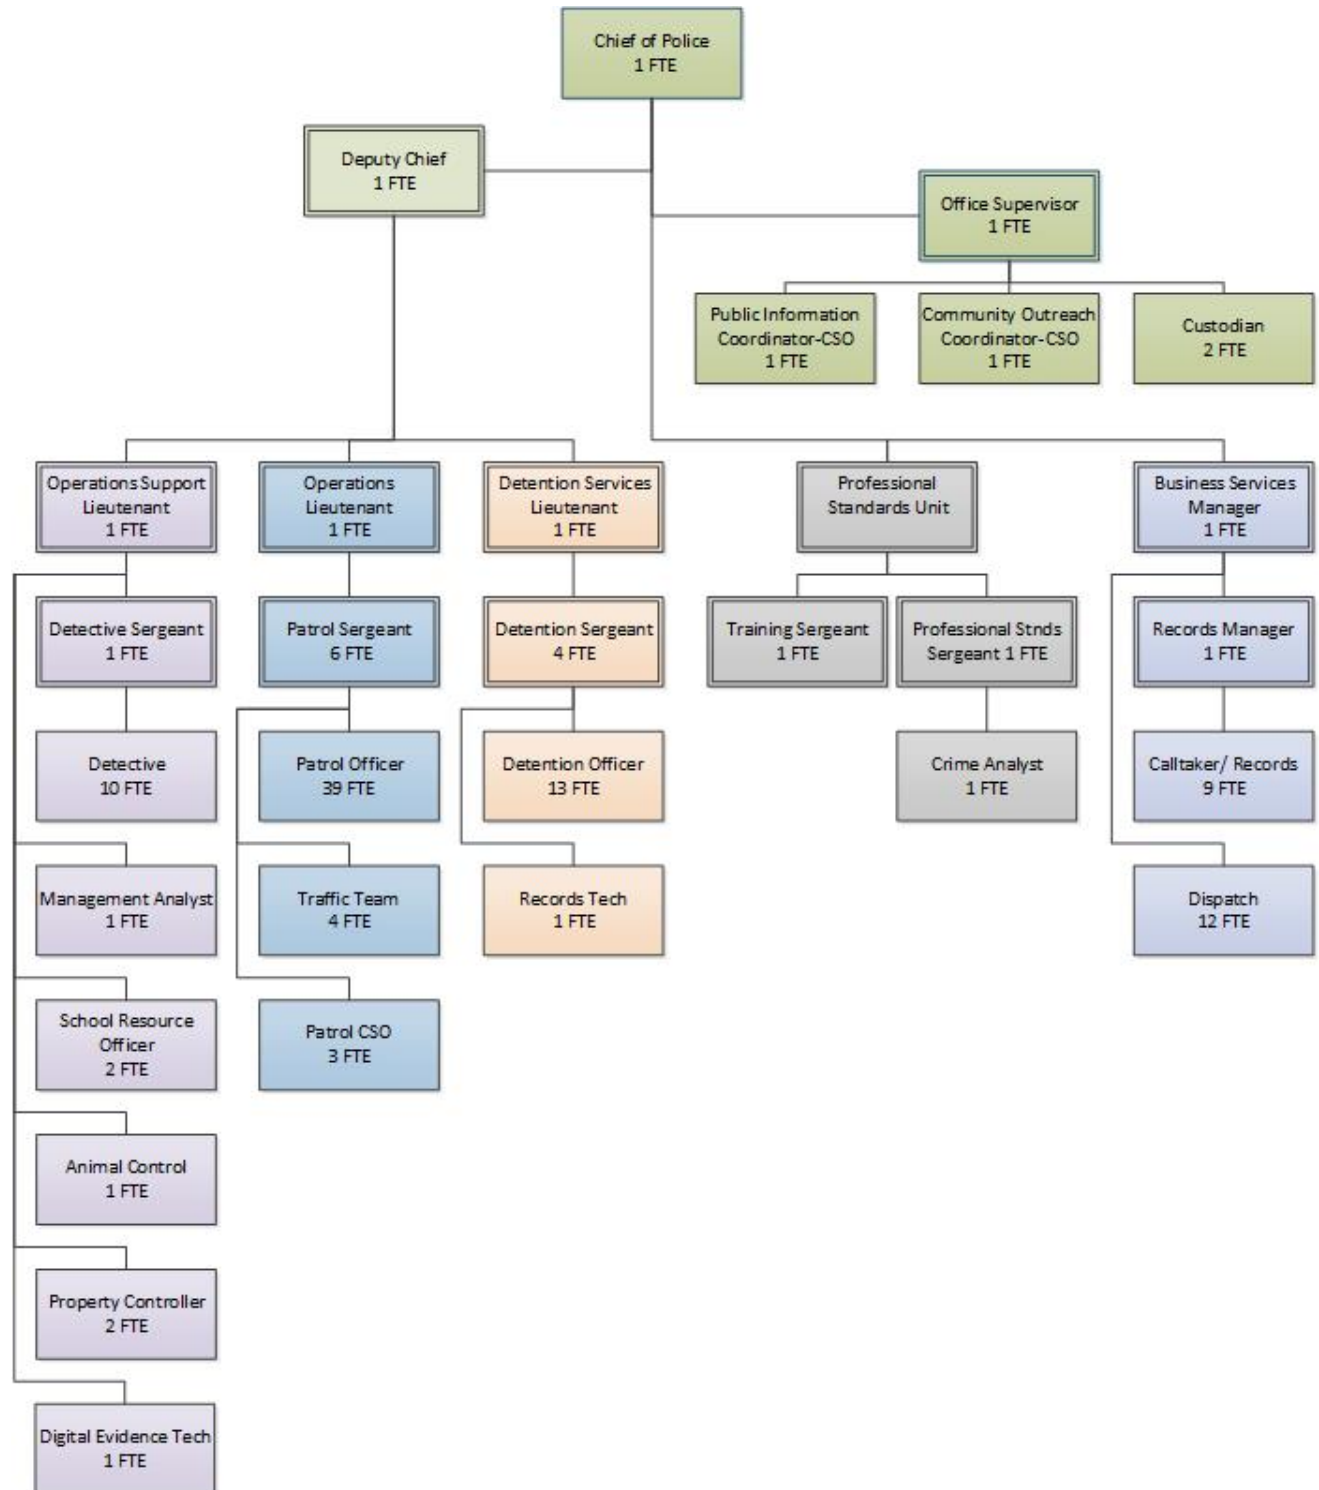 Chief of Police
1 FTE
Deputy Chief
1 FTE
Office Supervisor
1 FTE
Public Information
Coordinator-CSO
1 FTE
Community Outreach
Coordinator-CSO
1 FTE
Custodian
2 FTE
Operations Support
Lieutenant
1 FTE
Operations
Lieutenant
1 FTE
Detention Services
Lieutenant
1 FTE
Professional
Standards Unit
Business Services
Manager
1 FTE
Detective Sergeant
1 FTE
Patrol Sergeant
6 FTE
Detention Sergeant
4 FTE
Training Sergeant
1 FTE
Professional Stnds
Sergeant 1 FTE
Records Manager
1 FTE
Detective
10 FTE
Patrol Officer
39 FTE
Detention Officer
13 FTE
Crime Analyst
1 FTE
Calltaker/ Records
9 FTE
Management Analyst
1 FTE
Traffic Team
4 FTE
Records Tech
1 FTE
Dispatch
12 FTE
School Resource
Officer
2 FTE
Patrol CSO
3 FTE
Animal Control
1 FTE
Property Controller
2 FTE
Digital Evidence Tech
1 FTE